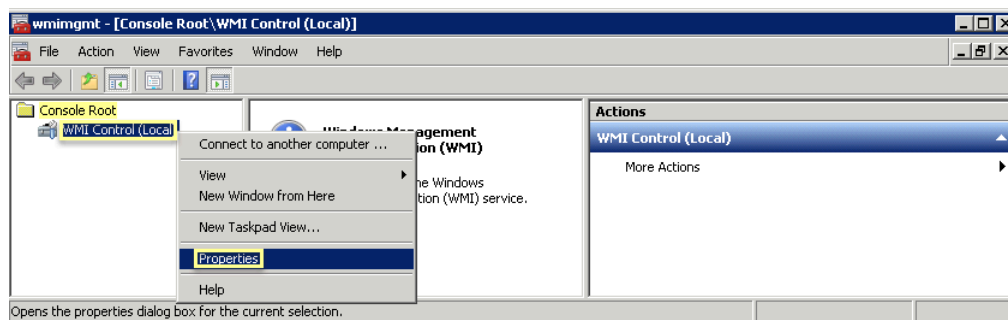 wmimgmt - [Console Root\WMI Control (Local)]
File Action View Favorites Window Help
Console Root
WMI Control (Local
Connect to another computer ...
View
New Window from Here
New Taskpad View...
Properties
Help
Windows Management
ion (WMI)
he Windows
tion (WMI) service.
Actions
WMI Control (Local)
More Actions
Opens the properties dialog box for the current selection.